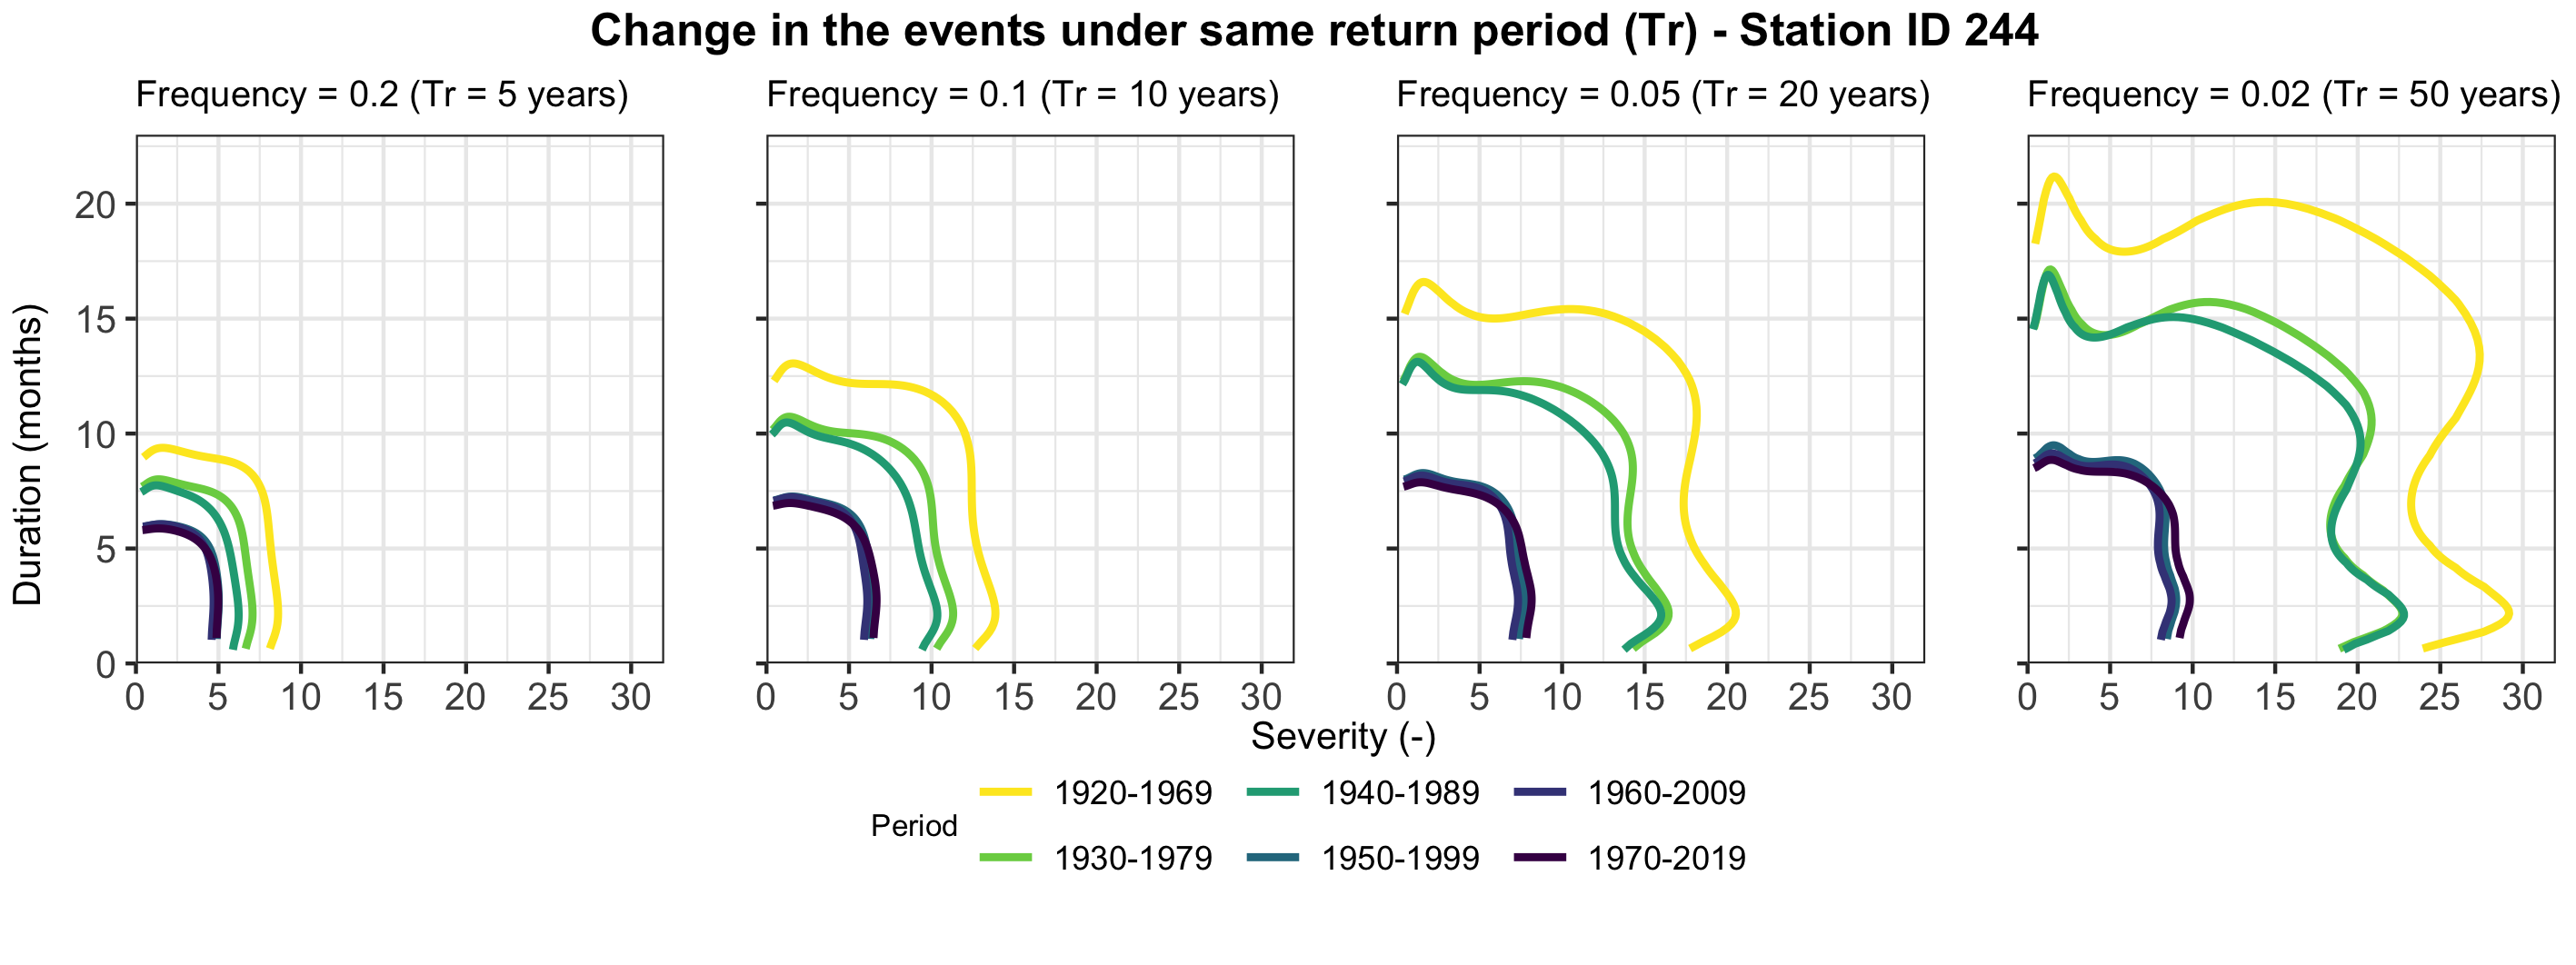 Change in the events under same return period (Tr) - Station ID 244
Frequency = 0.2 (Tr = 5 years)
Frequency = 0.1 (Tr = 10 years)
Frequency = 0.05 (Tr = 20 years)
Frequency = 0.02 (Tr = 50 years)
Duration (months)
20
15
10
5
0
0 5 10 15 20 25 30
0 5 10 15 20 25 30
0 5 10 15 20 25 30
0 5 10 15 20 25 30
Severity (-)
Period
1920-1969 1940-1989 1960-2009
1930-1979 1950-1999 1970-2019